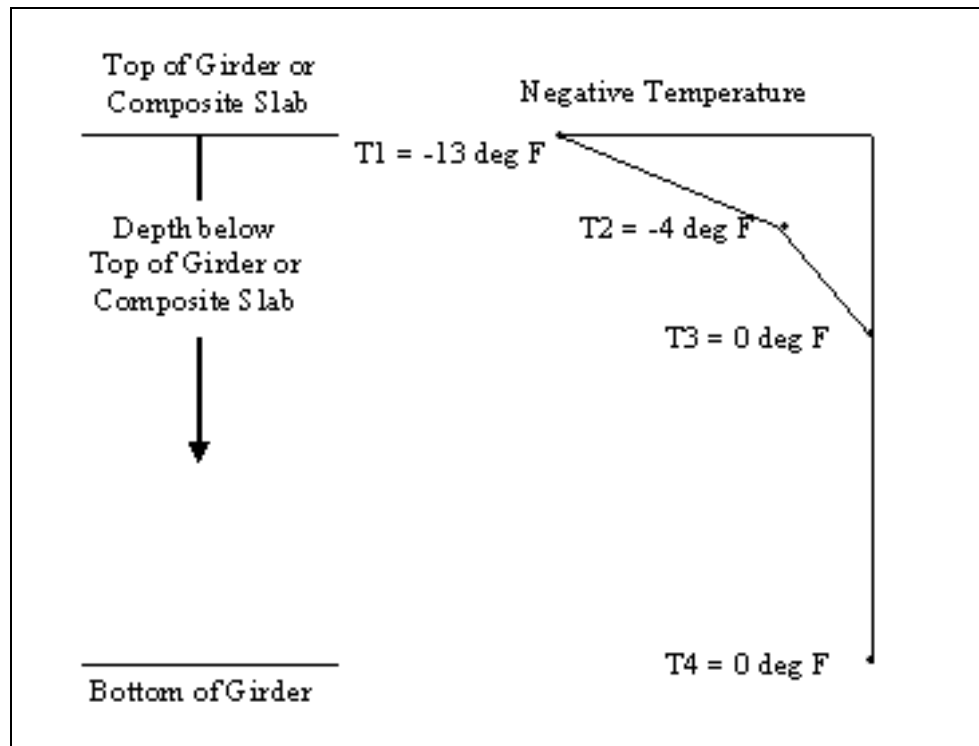 Top of Girder or
Composite Slab
Negative Temperature
T1 = -13 deg F
Depth below
Top of Girder or
Composite Slab
T2 = -4 deg F
T3 = 0 deg F
T4 = 0 deg F
Bottom of Girder